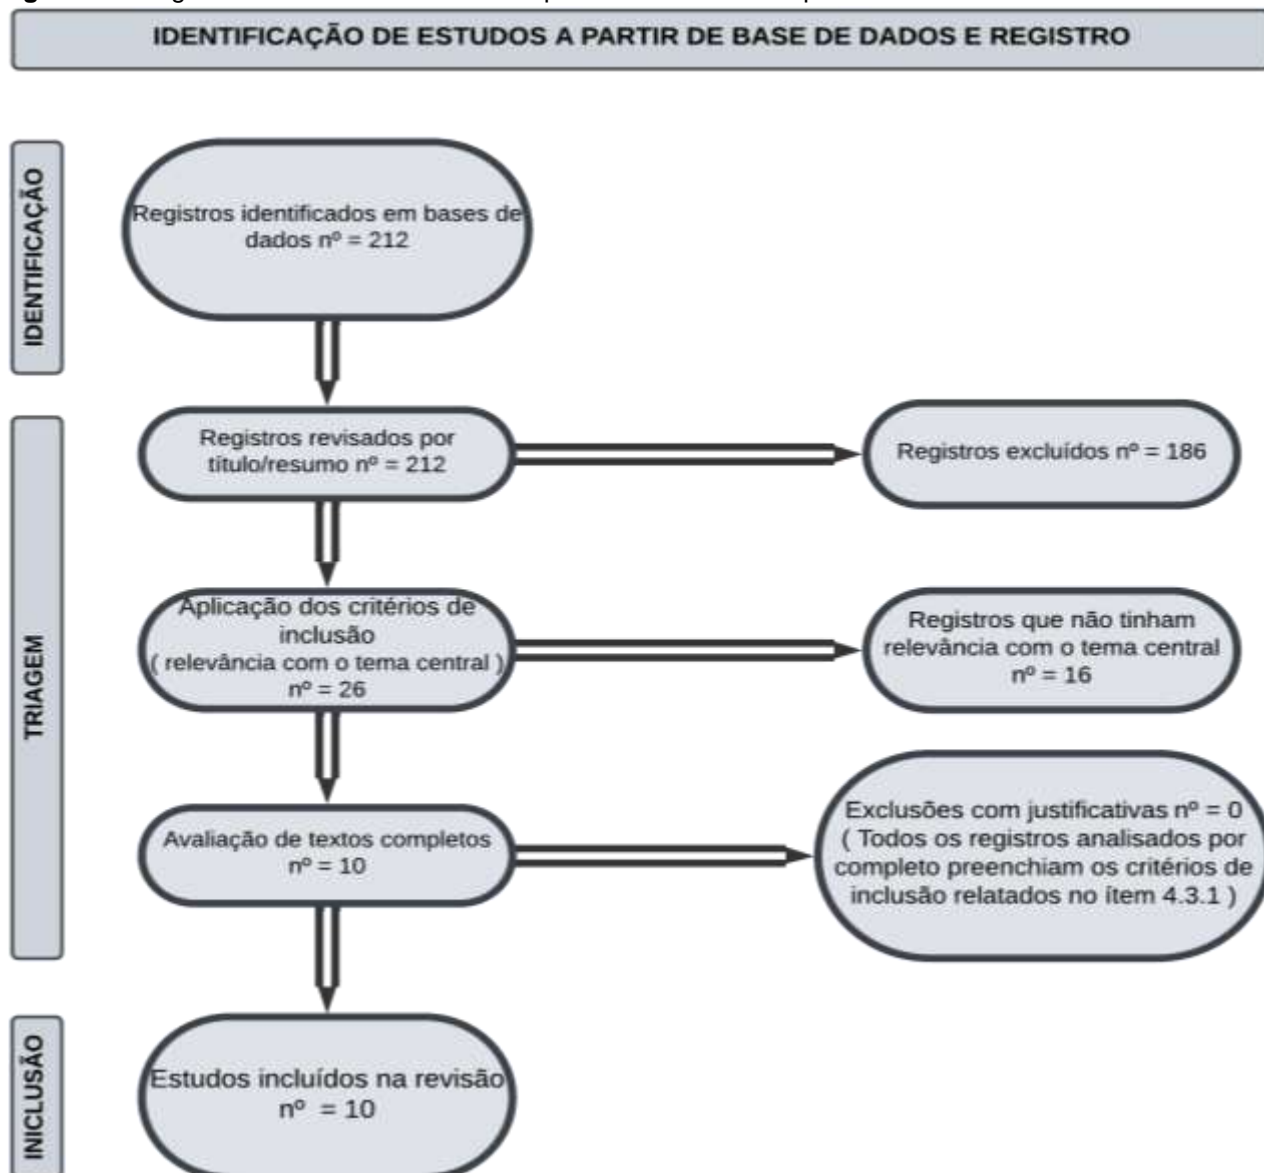 IDENTIFICAÇÃO DE ESTUDOS A PARTIR DE BASE DE DADOS E REGISTRO
IDENTIFICAÇÃO
Registros identificados em bases de
dados nº = 212
Registros revisados por
título/resumo nº = 212
Registros excluídos nº = 186
TRIAGEM
Aplicação dos critérios de
inclusão
( relevância com o tema central )
nº = 26
Registros que não tinham
relevância com o tema central
nº = 16
Avaliação de textos completos
nº = 10
Exclusões com justificativas nº = 0
( Todos os registros analisados por
completo preenchiam os critérios de
inclusão relatados no ítem 4.3.1 )
INICLUSÃO
Estudos incluídos na revisão
nº = 10